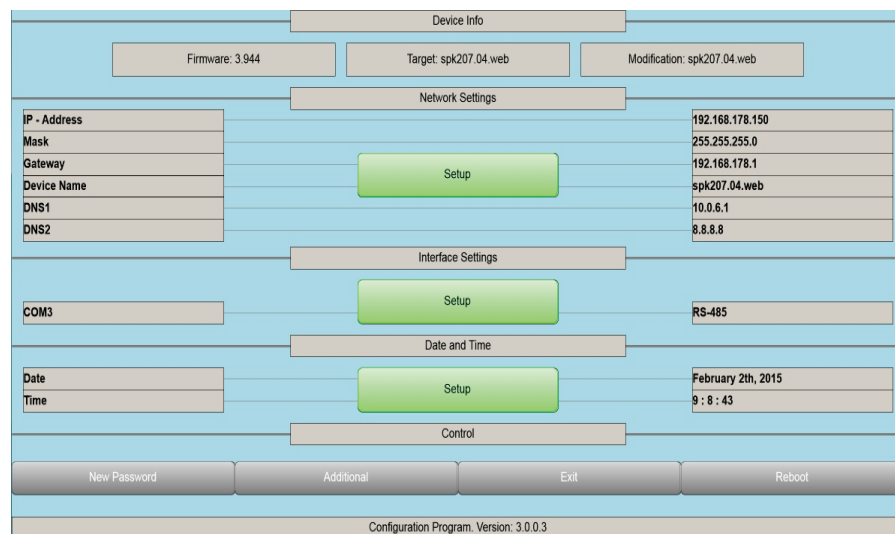 Device Info
Firmware: 3.944 Target: spk207.04.web Modification: spk207.04.web
Network Settings
IP - Address 192.168.178.150
Mask 255.255.255.0
Gateway 192.168.178.1
Setup
Device Name spk207.04.web
DNS1 10.0.6.1
DNS2 8.8.8.8
Interface Settings
Setup
COM3 RS-485
Date and Time
Date February 2th, 2015
Setup
Time 9 : 8 : 43
Control
New Password Additional Exit Reboot
Configuration Program. Version: 3.0.0.3